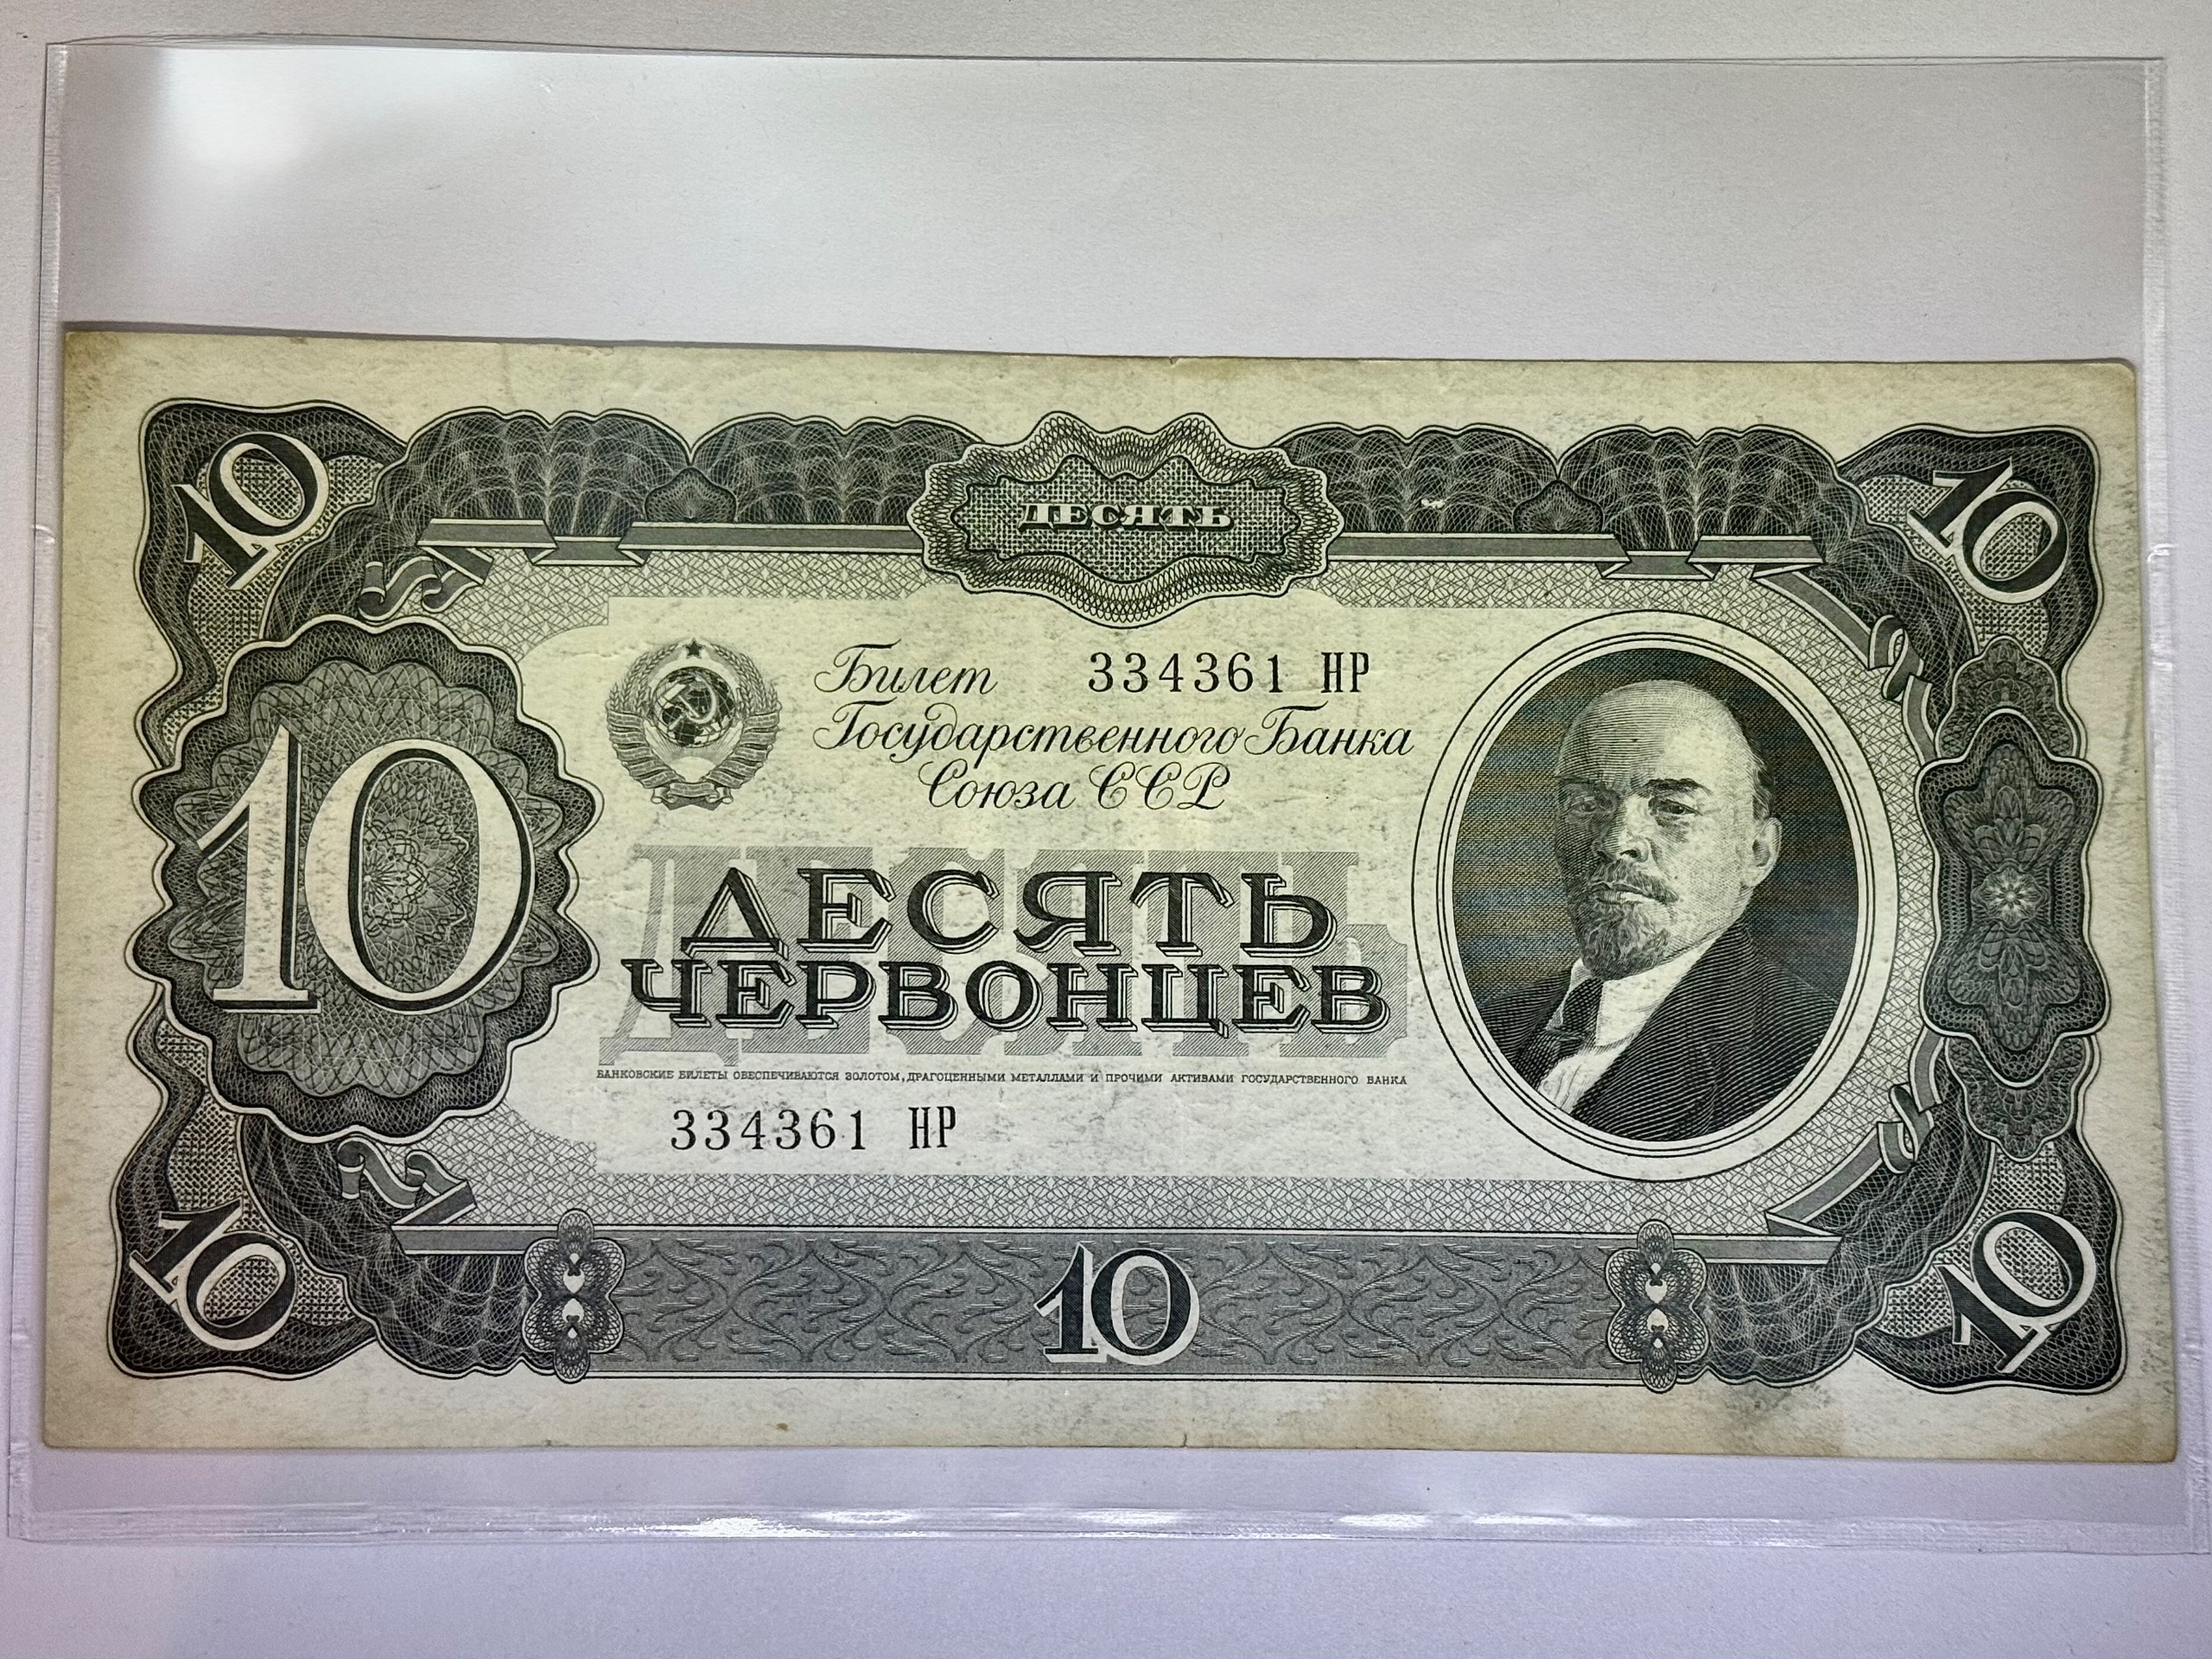 10
ДЕСЯТЬ
10
Билет 334361 НР
Государственного Банка
Союза ССР
10
ДЕСЯТЬ
ДЕСЯТЬ
ЧЕРВОНЦЕВ
БАНКОВСКИЕ БИЛЕТЫ ОБЕСПЕЧИВАЮТСЯ ЗОЛОТОМ, ДРАГОЦЕННЫМИ МЕТАЛЛАМИ И ПРОЧИМИ АКТИВАМИ ГОСУДАРСТВЕННОГО БАНКА
334361 НР
10
10
10